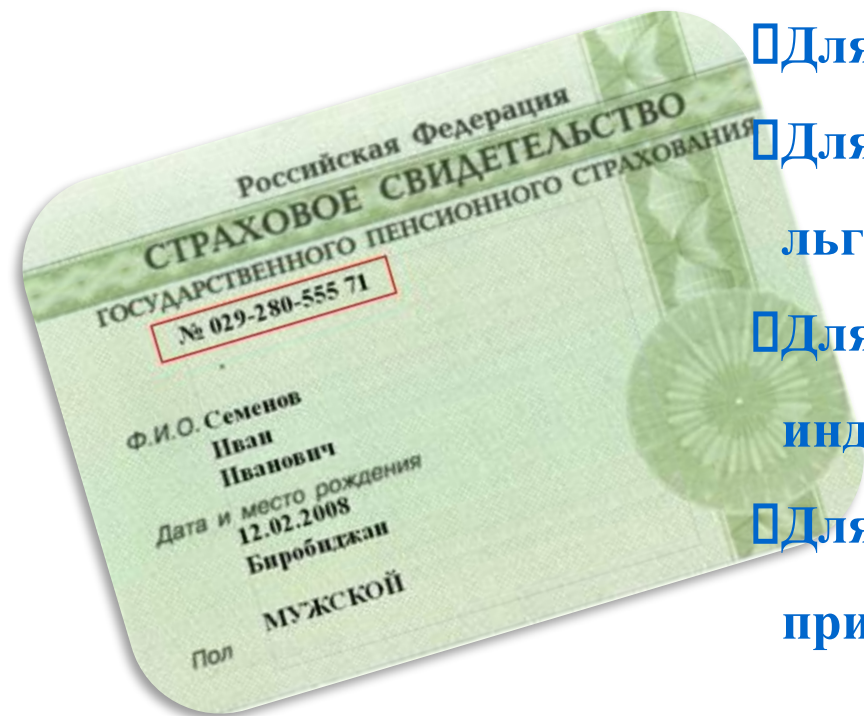 Российская Федерация
СТРАХОВОЕ СВИДЕТЕЛЬСТВО
ГОСУДАРСТВЕННОГО ПЕНСИОННОГО СТРАХОВАНИЯ
№ 029-280-555 71
Ф.И.О. Семенов
Иван
Иванович
Дата и место рождения
12.02.2008
Биробиджан
Пол МУЖСКОЙ
Для
Для
льг
Для
инд
Для
при